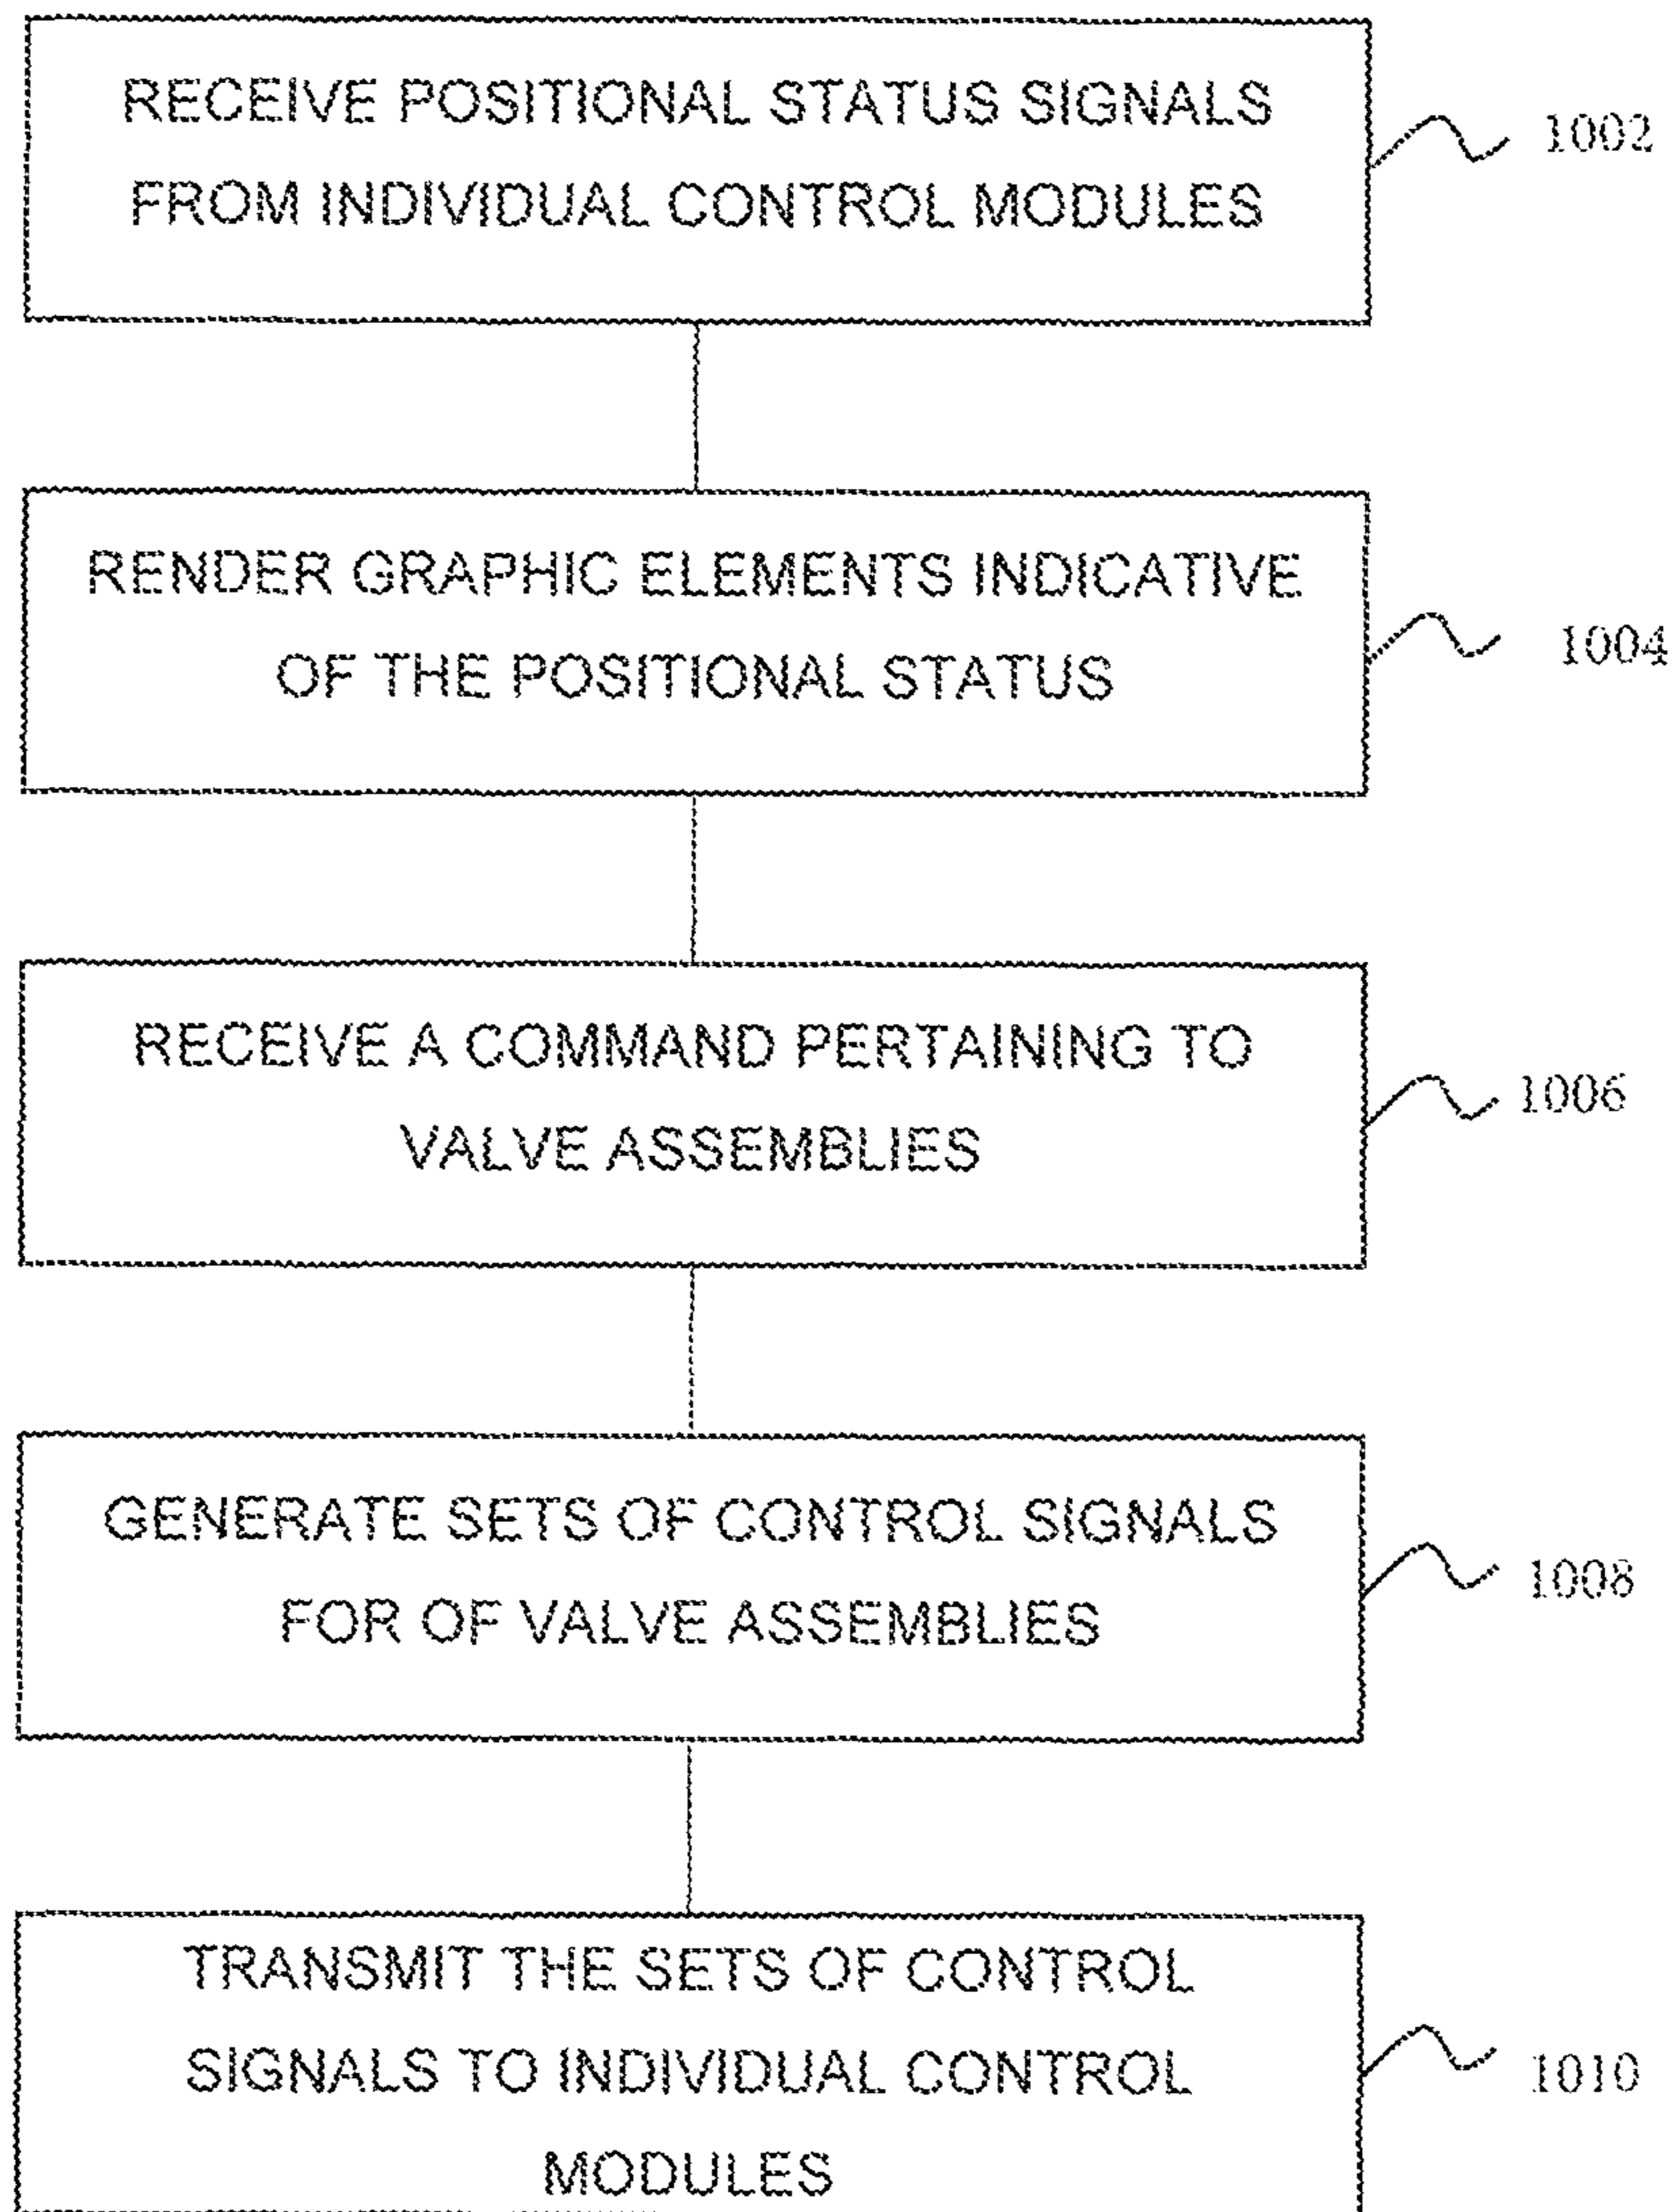 RECEIVE POSITIONAL STATUS SIGNALS
FROM INDIVIDUAL CONTROL MODULES
1002
RENDER GRAPHIC ELEMENTS INDICATIVE
OF THE POSITIONAL STATUS
1004
RECEIVE A COMMAND PERTAINING TO
VALVE ASSEMBLIES
1006
GENERATE SETS OF CONTROL SIGNALS
FOR OF VALVE ASSEMBLIES
1008
TRANSMIT THE SETS OF CONTROL
SIGNALS TO INDIVIDUAL CONTROL
MODULES
1010